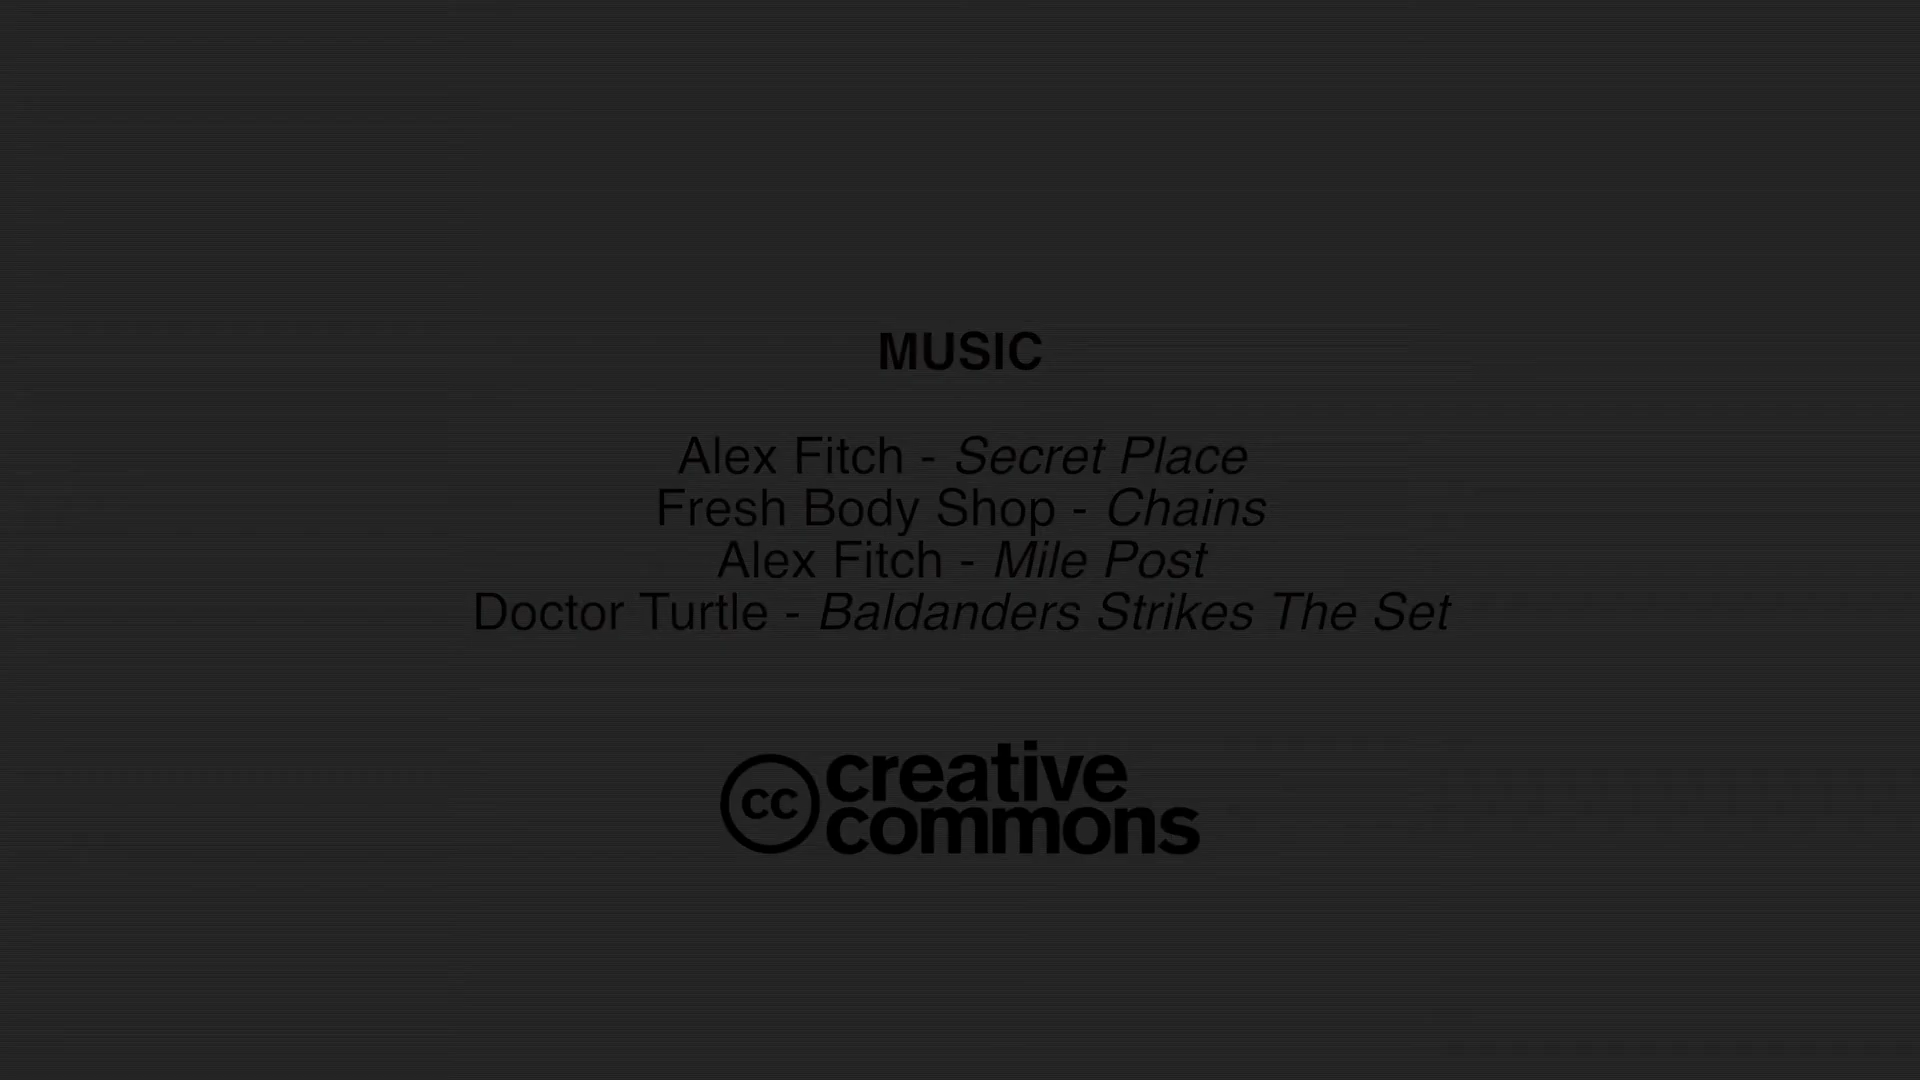 MUSIC
Alex Fitch - Secret Place
Fresh Body Shop - Chains
Alex Fitch - Mile Post
Doctor Turtle - Baldanders Strikes The Set
cc creative
commons